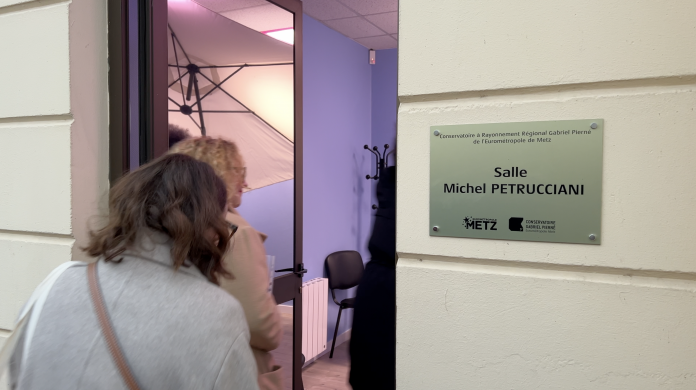 Conservatoire à Rayonnement Régional Gabriel Pierné
de l'Eurométropole de Metz
Salle
Michel PETRUCCIANI
METZ
CONSERVATOIRE
GABRIEL PIERNÉ